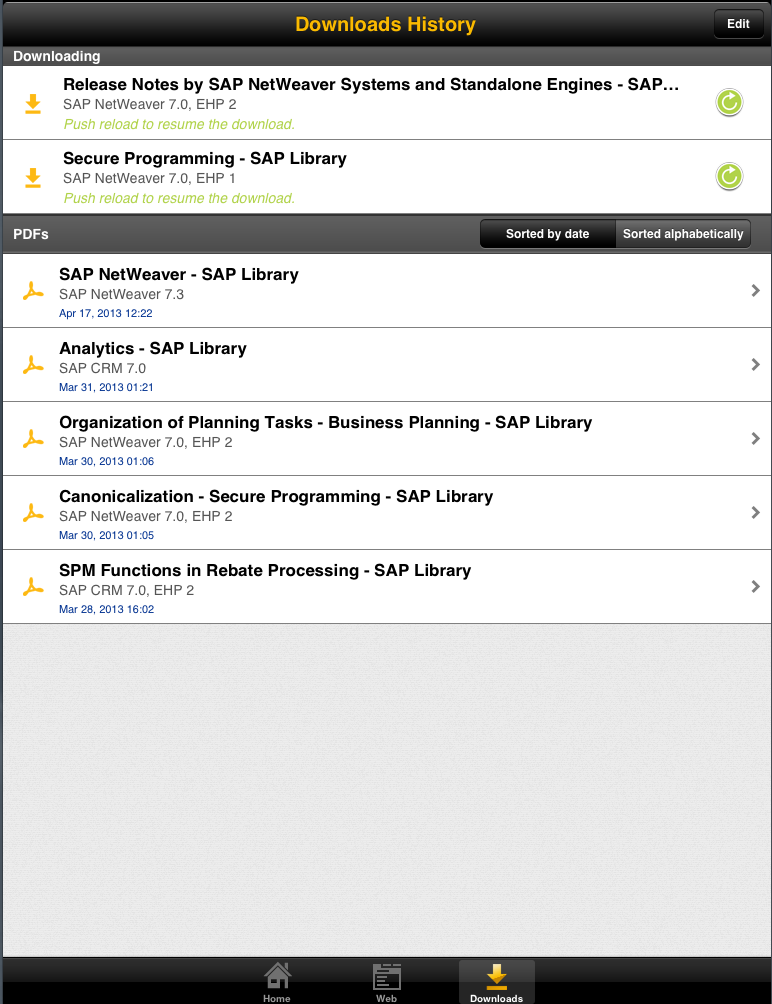 Downloads History
Edit
Downloading
Release Notes by SAP NetWeaver Systems and Standalone Engines - SAP...
SAP NetWeaver 7.0, EHP 2
Push reload to resume the download.
Secure Programming - SAP Library
SAP NetWeaver 7.0, EHP 1
Push reload to resume the download.
PDFs
Sorted by date
Sorted alphabetically
SAP NetWeaver - SAP Library
SAP NetWeaver 7.3
Apr 17, 2013 12:22
Analytics - SAP Library
SAP CRM 7.0
Mar 31, 2013 01:21
Organization of Planning Tasks - Business Planning - SAP Library
SAP NetWeaver 7.0, EHP 2
Mar 30, 2013 01:06
Canonicalization - Secure Programming - SAP Library
SAP NetWeaver 7.0, EHP 2
Mar 30, 2013 01:05
SPM Functions in Rebate Processing - SAP Library
SAP CRM 7.0, EHP 2
Mar 28, 2013 16:02
Home
Web
Downloads